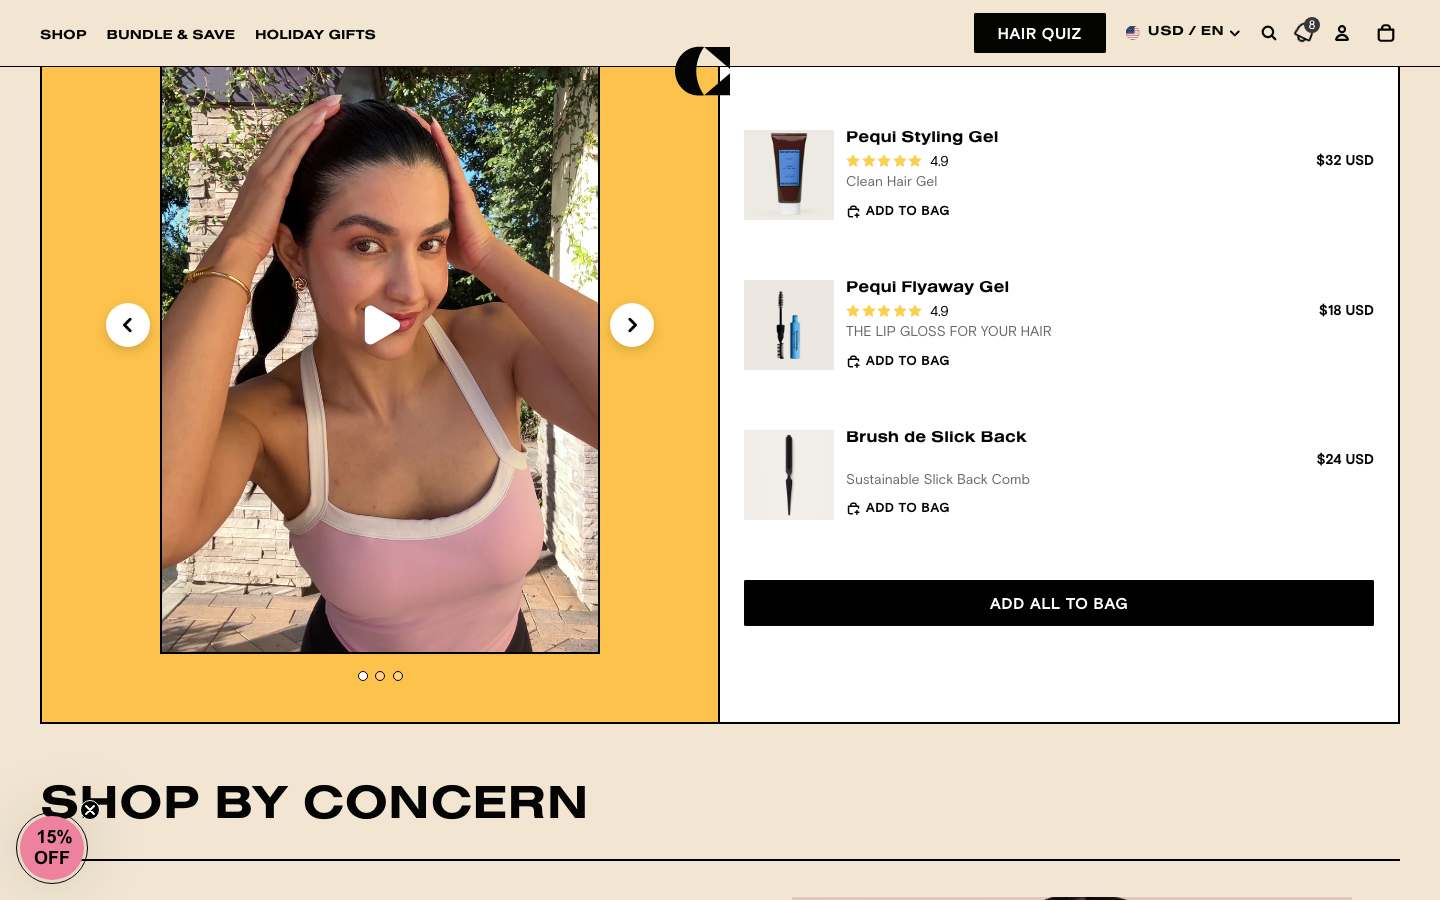 SHOP BUNDLE & SAVE HOLIDAY GIFTS
HAIR QUIZ
USD / EN
8
Pequi Styling Gel
4.9
Clean Hair Gel
ADD TO BAG
$32 USD
Pequi Flyaway Gel
4.9
THE LIP GLOSS FOR YOUR HAIR
ADD TO BAG
$18 USD
Brush de Slick Back
Sustainable Slick Back Comb
ADD TO BAG
$24 USD
ADD ALL TO BAG
SHOP BY CONCERN
15%
OFF